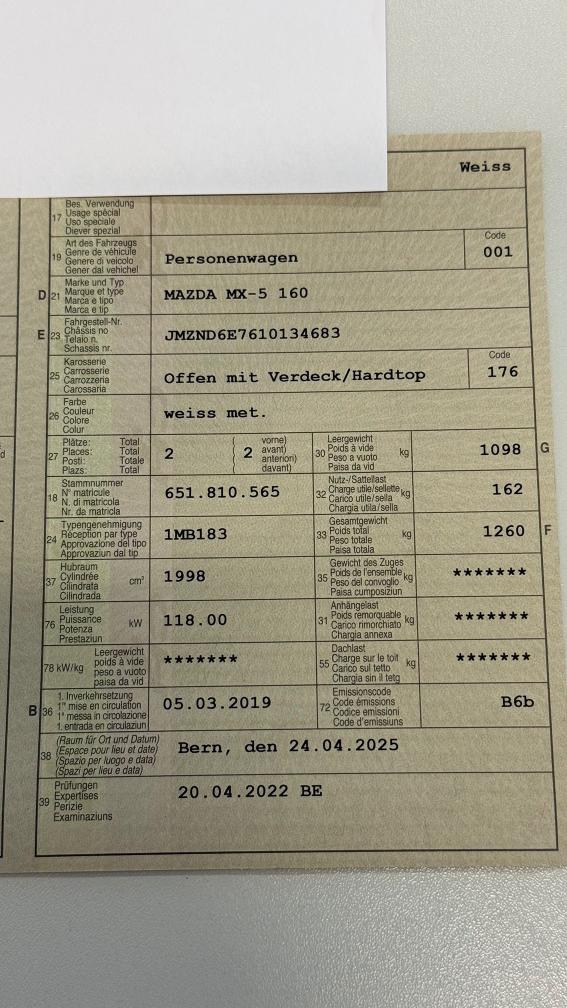 Weiss
17 Bes. Verwendung
Usage spécial
Uso speciale
Diever spezial
19 Art des Fahrzeugs
Genre de véhicule
Genere di veicolo
Gener dal vehichel
Personenwagen
Code
001
D 21 Marke und Typ
Marque et type
Marca e tipo
Marca e tip
MAZDA MX-5 160
E 23 Fahrgestell-Nr.
Châssis no
Telaio n.
Schassis nr.
JMZND6E7610134683
25 Karosserie
Carrosserie
Carrozzeria
Carossaria
Offen mit Verdeck/Hardtop
Code
176
26 Farbe
Couleur
Colore
Colur
weiss met.
27 Plätze: Total
Places: Total
Posti: Totale
Plazs: Total
2
( 2 vorne)
avant)
anteriori)
davant)
30 Leergewicht
Poids à vide
Peso a vuoto
Paisa da vid
kg
1098 G
18 Stammnummer
N° matricule
N. di matricola
Nr. da matricla
651.810.565
32 Nutz-/Sattellast
Charge utile/sellette
Carico utile/sella
Chargia utila/sella
kg
162
24 Typengenehmigung
Réception par type
Approvazione del tipo
Approvaziun dal tip
1MB183
33 Gesamtgewicht
Poids total
Peso totale
Paisa totala
kg
1260 F
37 Hubraum
Cylindrée
Cilindrata
Cilindrada
cm³
1998
35 Gewicht des Zuges
Poids de l'ensemble
Peso del convoglio
Paisa cumposiziun
kg
*******
76 Leistung
Puissance
Potenza
Prestaziun
kW
118.00
31 Anhängelast
Poids remorquable
Carico rimorchiato
Chargia annexa
kg
*******
78 kW/kg Leergewicht
poids à vide
peso a vuoto
paisa da vid
*******
55 Dachlast
Charge sur le toit
Carico sul tetto
Chargia sin il tetg
kg
*******
B 36 1. Inverkehrsetzung
1re mise en circulation
1a messa in circolazione
1. entrada en circulaziun
05.03.2019
72 Emissionscode
Code émissions
Codice emissioni
Code d'emissiuns
B6b
38 (Raum für Ort und Datum)
(Espace pour lieu et date)
(Spazio per luogo e data)
(Spazi per lieu e data)
Bern, den 24.04.2025
39 Prüfungen
Expertises
Perizie
Examinaziuns
20.04.2022 BE